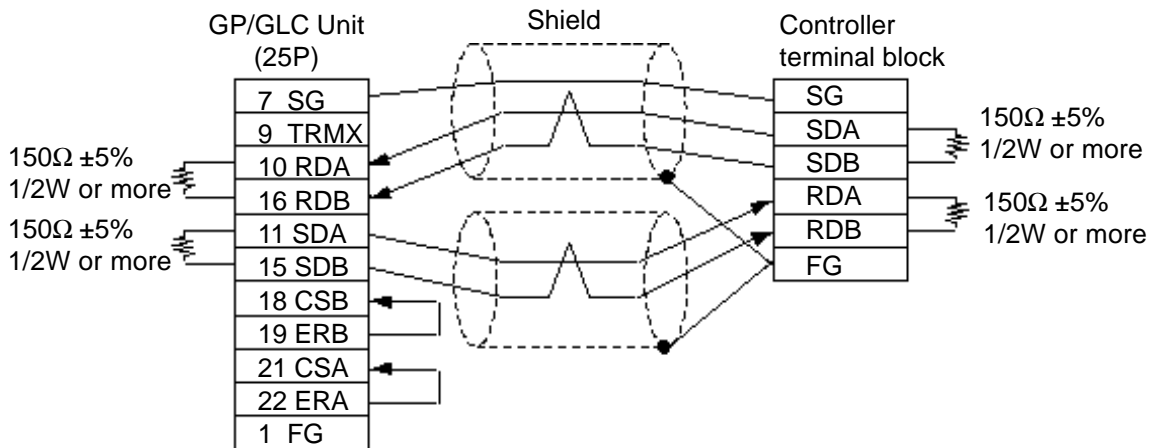 GP/GLC Unit
(25P)
Shield
Controller
terminal block
7 SG
9 TRMX
10 RDA
16 RDB
11 SDA
15 SDB
18 CSB
19 ERB
21 CSA
22 ERA
1 FG
150Ω ±5%
1/2W or more
150Ω ±5%
1/2W or more
SG
SDA
SDB
RDA
RDB
FG
150Ω ±5%
1/2W or more
150Ω ±5%
1/2W or more